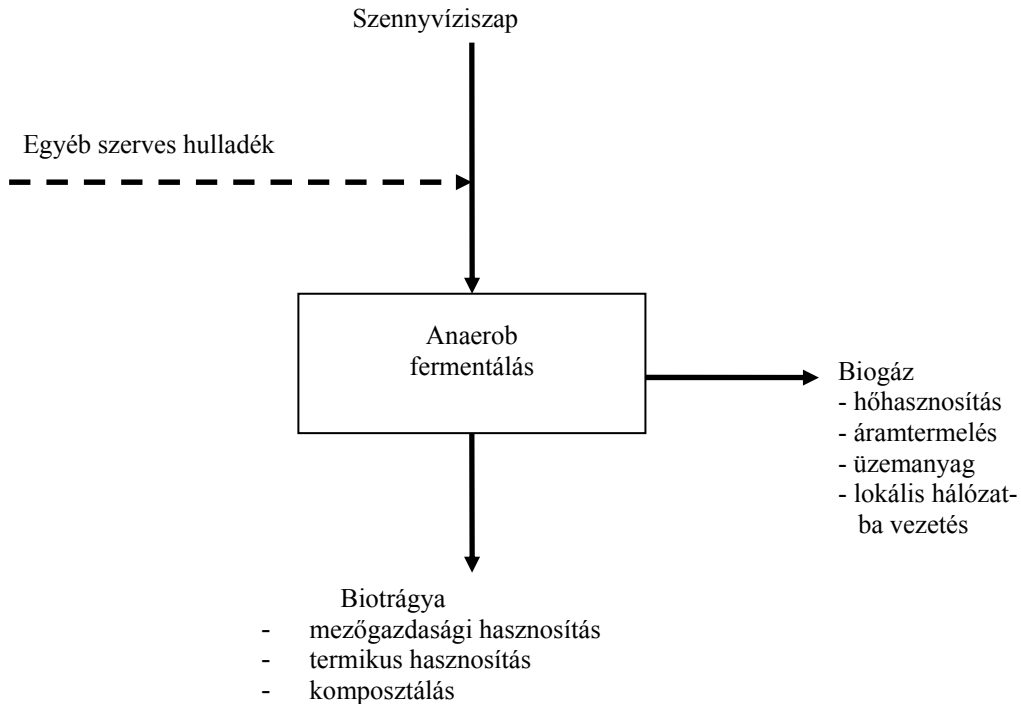 Szennyvíziszap
Egyéb szerves hulladék
Anaerob
fermentálás
Biogáz
- hőhasznosítás
- áramtermelés
- üzemanyag
- lokális hálózat-
ba vezetés
Biotrágya
- mezőgazdasági hasznosítás
- termikus hasznosítás
- komposztálás